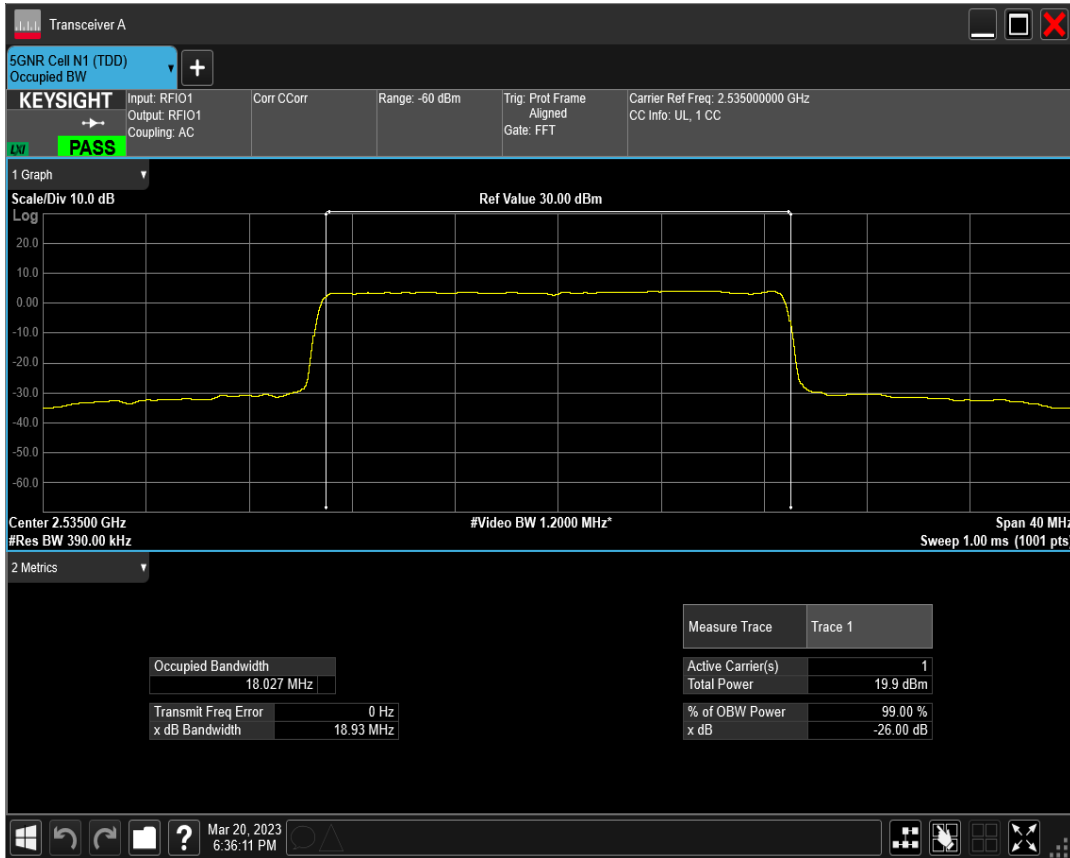 Transceiver A
5GNR Cell N1 (TDD)
Occupied BW
+
KEYSIGHT
LXI
PASS
Input: RFIO1
Output: RFIO1
Coupling: AC
Corr CCorr
Range: -60 dBm
Trig: Prot Frame
Aligned
Gate: FFT
Carrier Ref Freq: 2.535000000 GHz
CC Info: UL, 1 CC
1 Graph
Scale/Div 10.0 dB
Ref Value 30.00 dBm
Log
20.0
10.0
0.00
-10.0
-20.0
-30.0
-40.0
-50.0
-60.0
Center 2.53500 GHz
#Video BW 1.2000 MHz*
Span 40 MHz
#Res BW 390.00 kHz
Sweep 1.00 ms (1001 pts)
2 Metrics
Measure Trace Trace 1
Occupied Bandwidth
18.027 MHz
Active Carrier(s) 1
Total Power 19.9 dBm
Transmit Freq Error 0 Hz
x dB Bandwidth 18.93 MHz
% of OBW Power 99.00 %
x dB -26.00 dB
?
Mar 20, 2023
6:36:11 PM